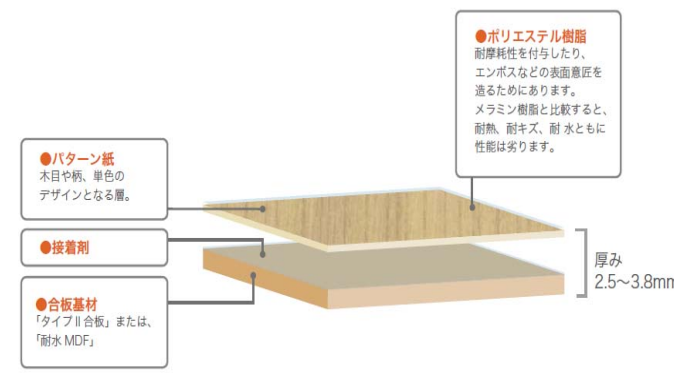 ●ポリエステル樹脂
耐摩耗性を付与したり、
エンボスなどの表面意匠を
造るためにあります。
メラミン樹脂と比較すると、
耐熱、耐キズ、耐 水ともに
性能は劣ります。
●パターン紙
木目や柄、単色の
デザインとなる層。
●接着剤
●合板基材
「タイプⅡ合板」または、
「耐水 MDF」
厚み
2.5〜3.8mm